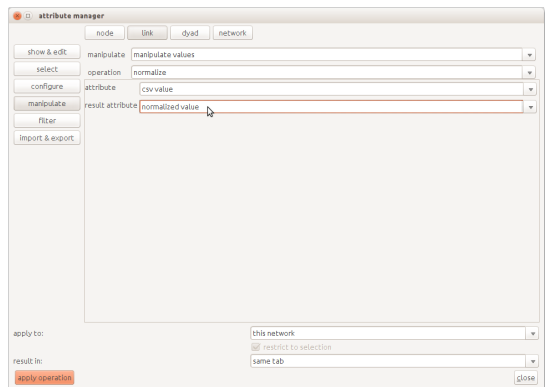 attribute manager
node link dyad network
show & edit
select
configure
manipulate
filter
import & export
manipulate manipulate values
operation normalize
attribute csv value
result attribute normalized value
apply to: this network
restrict to selection
result in: same tab
apply operation close